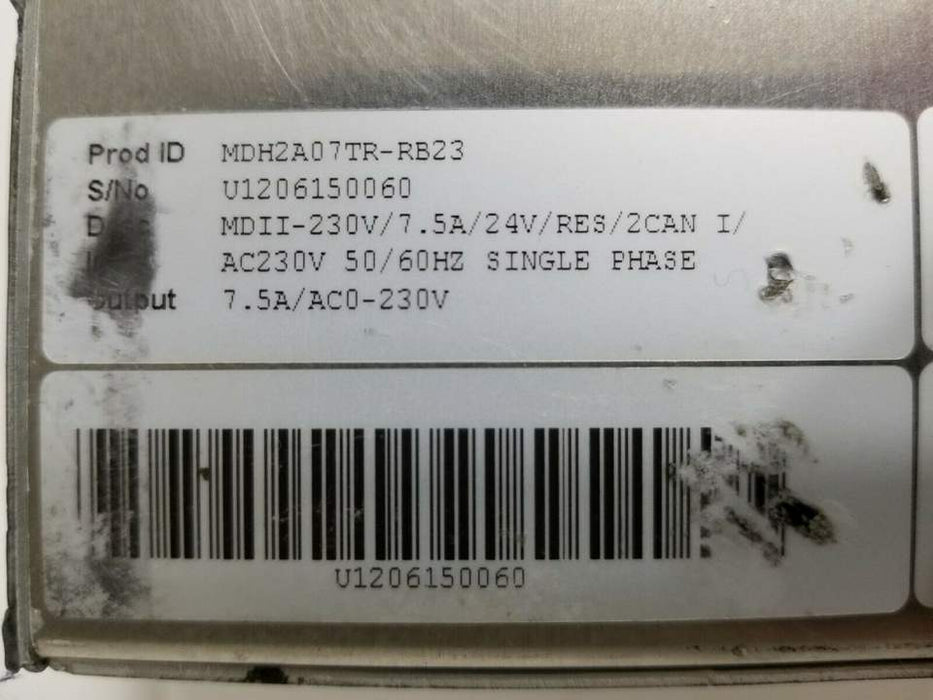 Prod ID MDH2A07TR-RB23
S/No U1206150060
MDII-230V/7.5A/24V/RES/2CAN I/
AC230V 50/60HZ SINGLE PHASE
Output 7.5A/AC0-230V
U1206150060